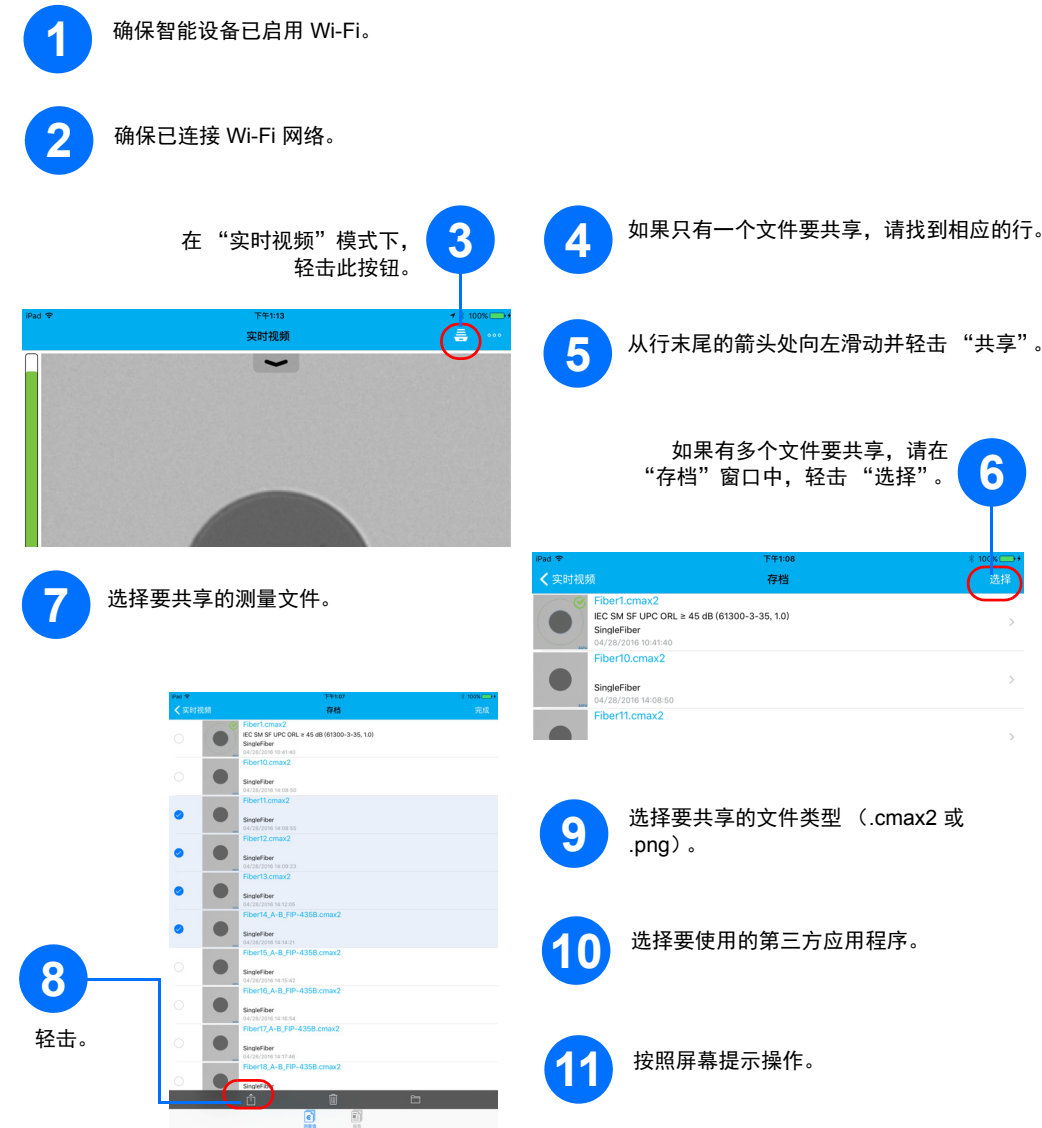 1
确保智能设备已启用 Wi-Fi。
2
确保已连接 Wi-Fi 网络。
在 “实时视频”模式下，
轻击此按钮。
3
iPad
下午1:13
100%
实时视频
4
如果只有一个文件要共享，请找到相应的行。
5
从行末尾的箭头处向左滑动并轻击 “共享”。
如果有多个文件要共享，请在
“存档”窗口中，轻击 “选择”。
6
iPad
下午1:08
100%
实时视频
存档
选择
Fiber1.cmax2
IEC SM SF UPC ORL ≥ 45 dB (61300-3-35, 1.0)
SingleFiber
04/28/2016 10:41:40
Fiber10.cmax2
SingleFiber
04/28/2016 14:08:50
Fiber11.cmax2
7
选择要共享的测量文件。
iPad
下午1:07
100%
实时视频
存档
完成
Fiber1.cmax2
IEC SM SF UPC ORL ≥ 45 dB (61300-3-35, 1.0)
SingleFiber
04/28/2016 10:41:40
Fiber10.cmax2
SingleFiber
04/28/2016 14:08:50
Fiber11.cmax2
SingleFiber
04/28/2016 14:08:58
Fiber12.cmax2
SingleFiber
04/28/2016 14:09:23
Fiber13.cmax2
SingleFiber
04/28/2016 14:12:05
Fiber14_A-B_FIP-435B.cmax2
SingleFiber
04/28/2016 14:14:21
Fiber15_A-B_FIP-435B.cmax2
SingleFiber
04/28/2016 14:15:42
Fiber16_A-B_FIP-435B.cmax2
SingleFiber
04/28/2016 14:16:54
Fiber17_A-B_FIP-435B.cmax2
SingleFiber
04/28/2016 14:17:46
Fiber18_A-B_FIP-435B.cmax2
SingleFiber
8
轻击。
9
选择要共享的文件类型 （.cmax2 或
.png）。
10
选择要使用的第三方应用程序。
11
按照屏幕提示操作。